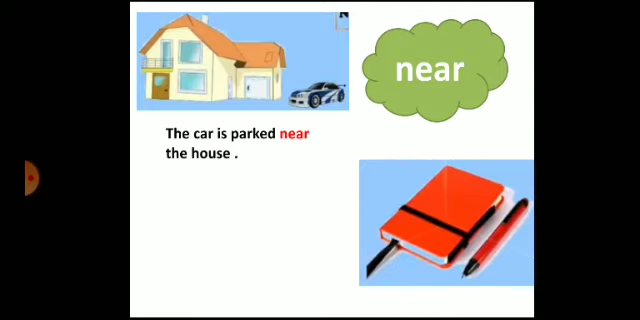 near
The car is parked near
the house .